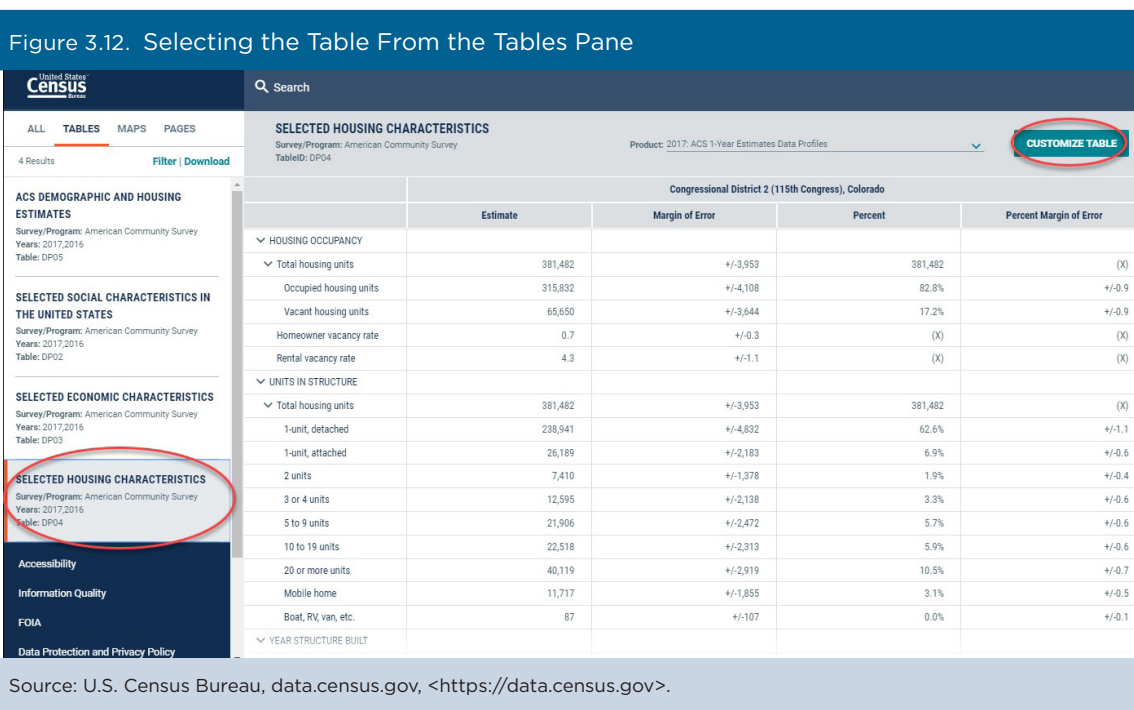 Figure 3.12. Selecting the Table From the Tables Pane
United States
Census
Bureau
Search
ALL TABLES MAPS PAGES
4 Results Filter | Download
ACS DEMOGRAPHIC AND HOUSING
ESTIMATES
Survey/Program: American Community Survey
Years: 2017,2016
Table: DP05
SELECTED SOCIAL CHARACTERISTICS IN
THE UNITED STATES
Survey/Program: American Community Survey
Years: 2017,2016
Table: DP02
SELECTED ECONOMIC CHARACTERISTICS
Survey/Program: American Community Survey
Years: 2017,2016
Table: DP03
SELECTED HOUSING CHARACTERISTICS
Survey/Program: American Community Survey
Years: 2017,2016
Table: DP04
Accessibility
Information Quality
FOIA
Data Protection and Privacy Policy
SELECTED HOUSING CHARACTERISTICS
Survey/Program: American Community Survey
TableID: DP04
Product: 2017: ACS 1-Year Estimates Data Profiles
CUSTOMIZE TABLE
Congressional District 2 (115th Congress), Colorado
Estimate Margin of Error Percent Percent Margin of Error
HOUSING OCCUPANCY
Total housing units 381,482 +/-3,953 381,482 (X)
Occupied housing units 315,832 +/-4,108 82.8% +/-0.9
Vacant housing units 65,650 +/-3,644 17.2% +/-0.9
Homeowner vacancy rate 0.7 +/-0.3 (X) (X)
Rental vacancy rate 4.3 +/-1.1 (X) (X)
UNITS IN STRUCTURE
Total housing units 381,482 +/-3,953 381,482 (X)
1-unit, detached 238,941 +/-4,832 62.6% +/-1.1
1-unit, attached 26,189 +/-2,183 6.9% +/-0.6
2 units 7,410 +/-1,378 1.9% +/-0.4
3 or 4 units 12,595 +/-2,138 3.3% +/-0.6
5 to 9 units 21,906 +/-2,472 5.7% +/-0.6
10 to 19 units 22,518 +/-2,313 5.9% +/-0.6
20 or more units 40,119 +/-2,919 10.5% +/-0.7
Mobile home 11,717 +/-1,855 3.1% +/-0.5
Boat, RV, van, etc. 87 +/-107 0.0% +/-0.1
YEAR STRUCTURE BUILT
Source: U.S. Census Bureau, data.census.gov, <https://data.census.gov>.